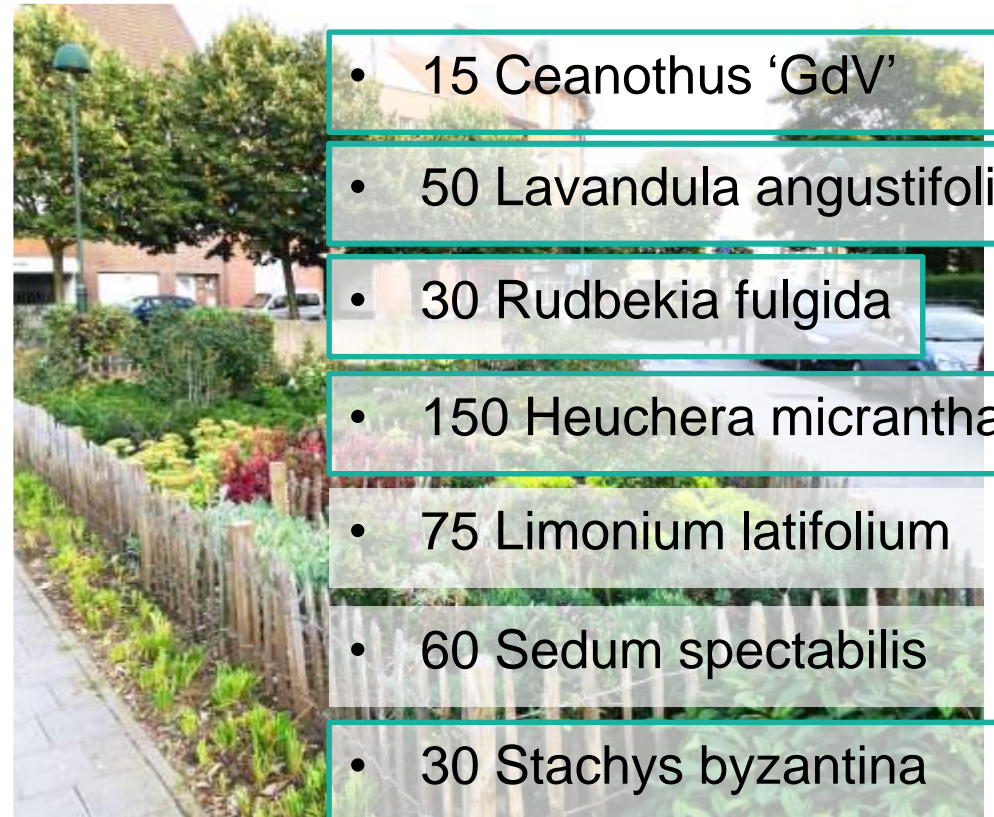 • 15 Ceanothus ‘GdV’
• 50 Lavandula angustifoli
• 30 Rudbekia fulgida
• 150 Heuchera micrantha
• 75 Limonium latifolium
• 60 Sedum spectabilis
• 30 Stachys byzantina